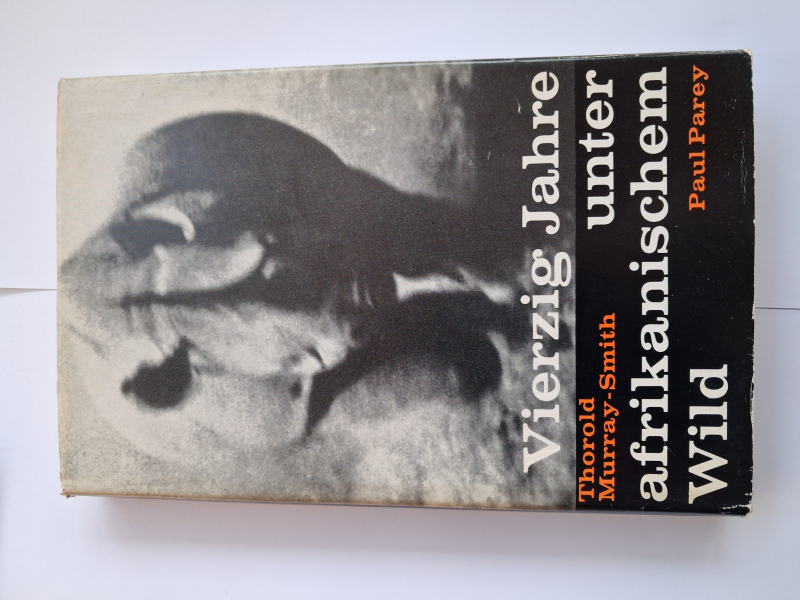 Vierzig Jahre
Thorold
Murray-Smith
unter
afrikanischem
Wild
Paul Parey